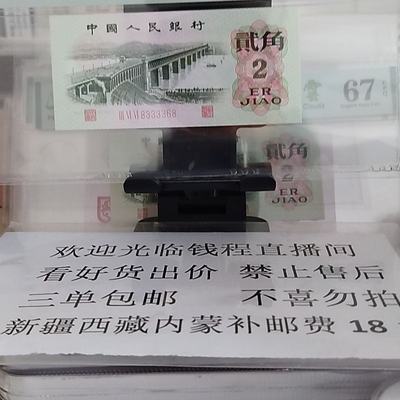 中國人民銀行
貳角
2
ER
JIAO
8333368
67
貳角
2
ER
JIAO
欢迎光临钱程直播间
看好货出价 禁止售后
三单包邮 不喜勿拍
新疆西藏内蒙补邮费 18